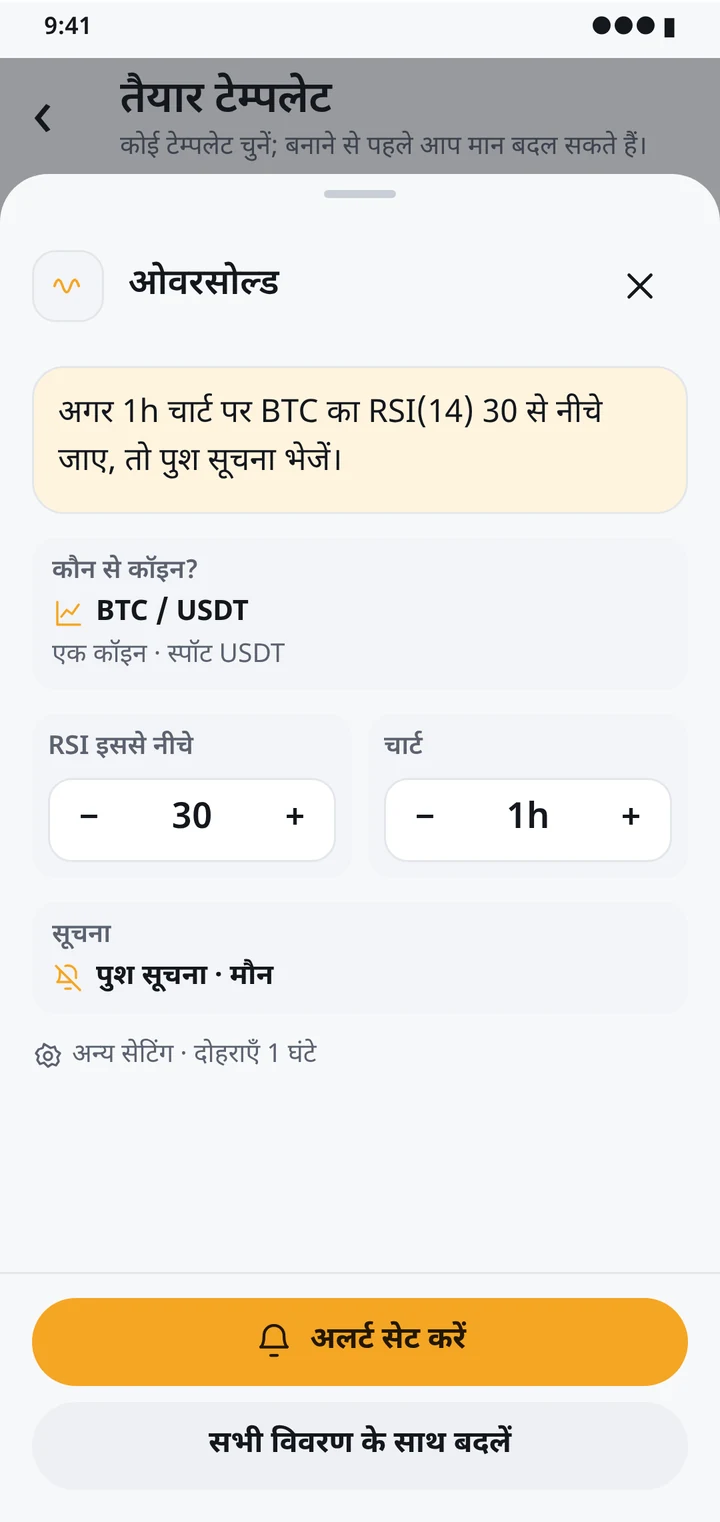 9:41
तैयार टेम्पलेट
कोई टेम्पलेट चुनें; बनाने से पहले आप मान बदल सकते हैं।
ओवरसोल्ड
अगर 1h चार्ट पर BTC का RSI(14) 30 से नीचे
जाए, तो पुश सूचना भेजें।
कौन से कॉइन?
BTC / USDT
एक कॉइन · स्पॉट USDT
RSI इससे नीचे
− 30 +
चार्ट
− 1h +
सूचना
पुश सूचना · मौन
अन्य सेटिंग · दोहराएँ 1 घंटे
अलर्ट सेट करें
सभी विवरण के साथ बदलें